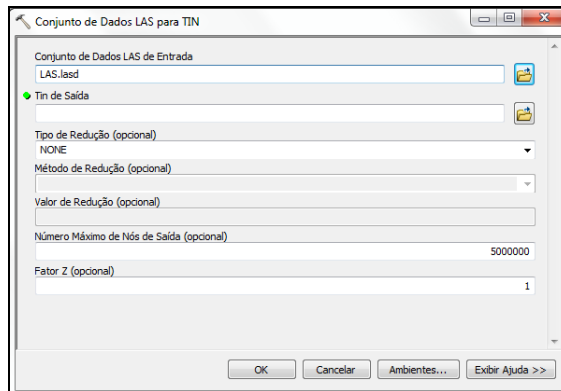 Conjunto de Dados LAS para TIN
Conjunto de Dados LAS de Entrada
LAS.lasd
Tin de Saída
Tipo de Redução (opcional)
NONE
Método de Redução (opcional)
Valor de Redução (opcional)
Número Máximo de Nós de Saída (opcional)
5000000
Fator Z (opcional)
1
OK Cancelar Ambientes... Exibir Ajuda >>